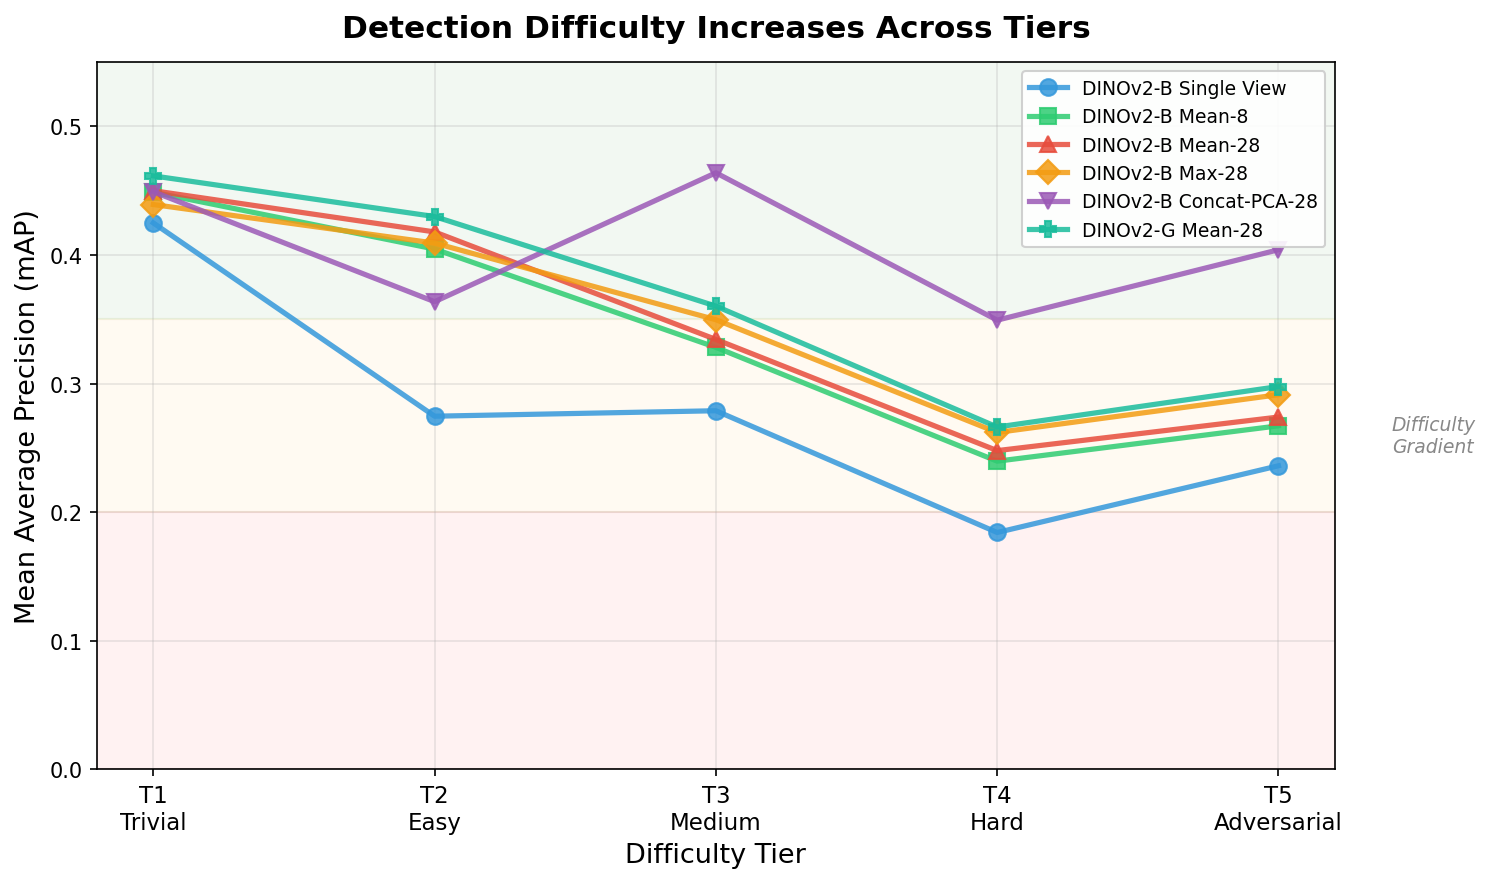 Detection Difficulty Increases Across Tiers
DINOv2-B Single View
DINOv2-B Mean-8
DINOv2-B Mean-28
DINOv2-B Max-28
DINOv2-B Concat-PCA-28
DINOv2-G Mean-28
Mean Average Precision (mAP)
0.5
0.4
0.3
0.2
0.1
0.0
Difficulty
Gradient
T1
Trivial
T2
Easy
T3
Medium
T4
Hard
T5
Adversarial
Difficulty Tier